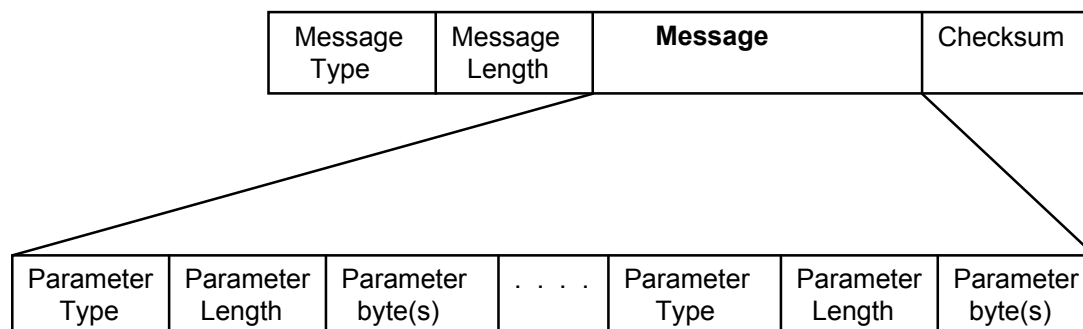 Message Message Message Checksum
Type Length
Parameter Parameter Parameter . . . . Parameter Parameter Parameter
Type Length byte(s) Type Length byte(s)